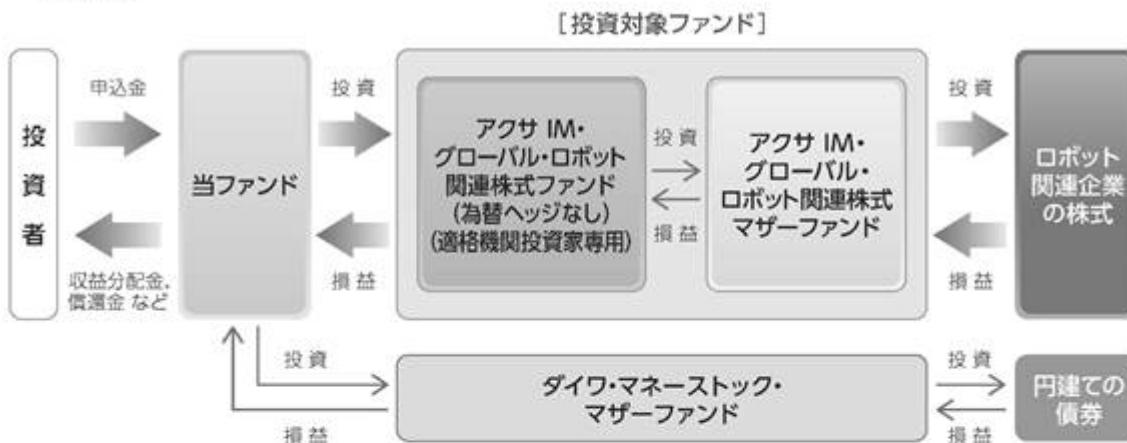 [投資対象ファンド]
投資者
申込金
収益分配金、
償還金 など
当ファンド
投資
損益
アクサ IM・
グローバル・ロボット
関連株式ファンド
(為替ヘッジなし)
(適格機関投資家専用)
投資
損益
アクサ IM・
グローバル・
ロボット関連株式
マザーファンド
投資
損益
ロボット
関連企業
の株式
投資
損益
ダイワ・マネーストック・
マザーファンド
投資
損益
円建ての
債券